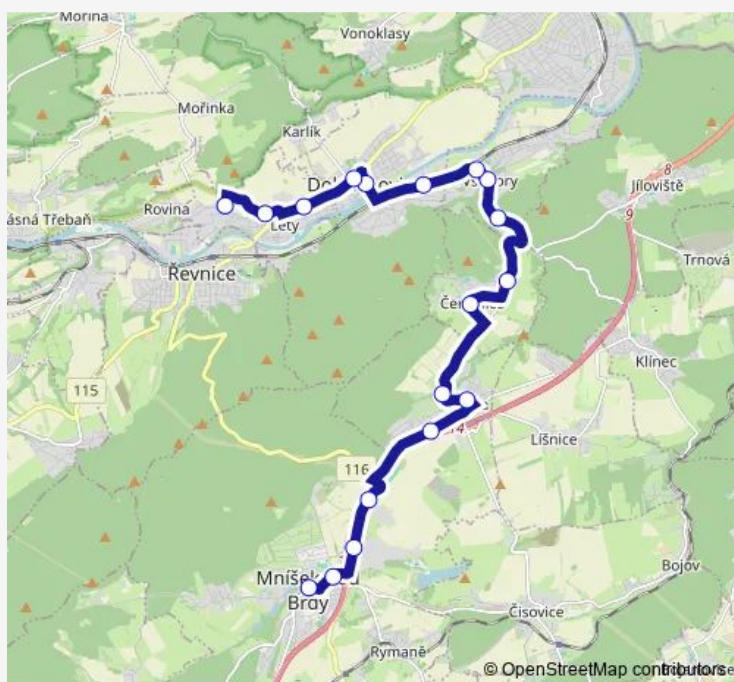 Mořina
Vonoklasy
Mořinka
Karlík
Rovina
Lety
ásná Třebaň
Řevnice
Jíloviště
8
9
Trnová
Klínec
115
14
Líšnice
116
Bojov
Brdy
Čisovice
Rymaně
© OpenStreetMap contributors